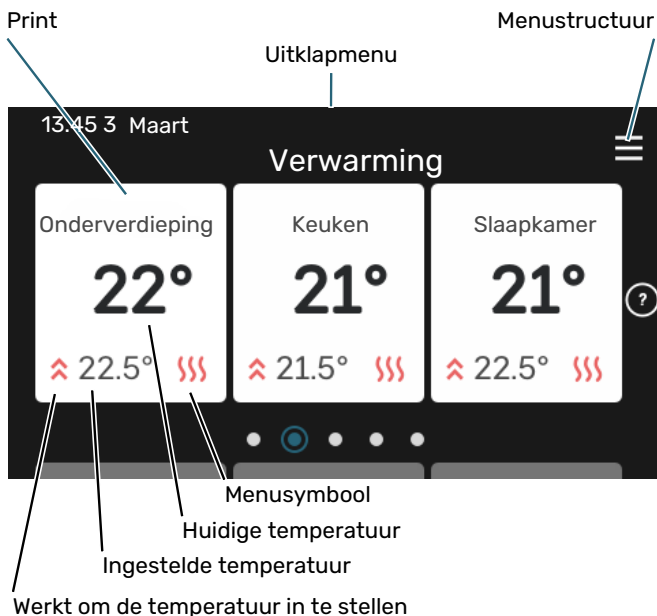 Print
Menustructuur
Uitklapmenu
13.45 3 Maart
Verwarming
Onderverdieping
Keuken
Slaapkamer
22°
21°
21°
?
22.5°
21.5°
22.5°
Menusymbool
Huidige temperatuur
Ingestelde temperatuur
Werkt om de temperatuur in te stellen